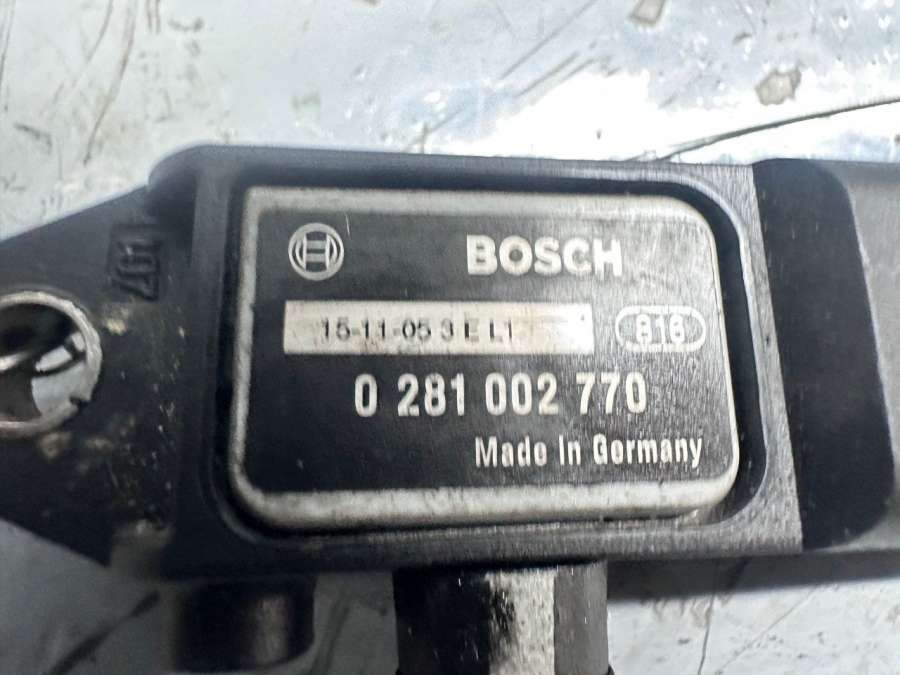 BOSCH
15-11-05 3 E L1
816
0 281 002 770
Made in Germany